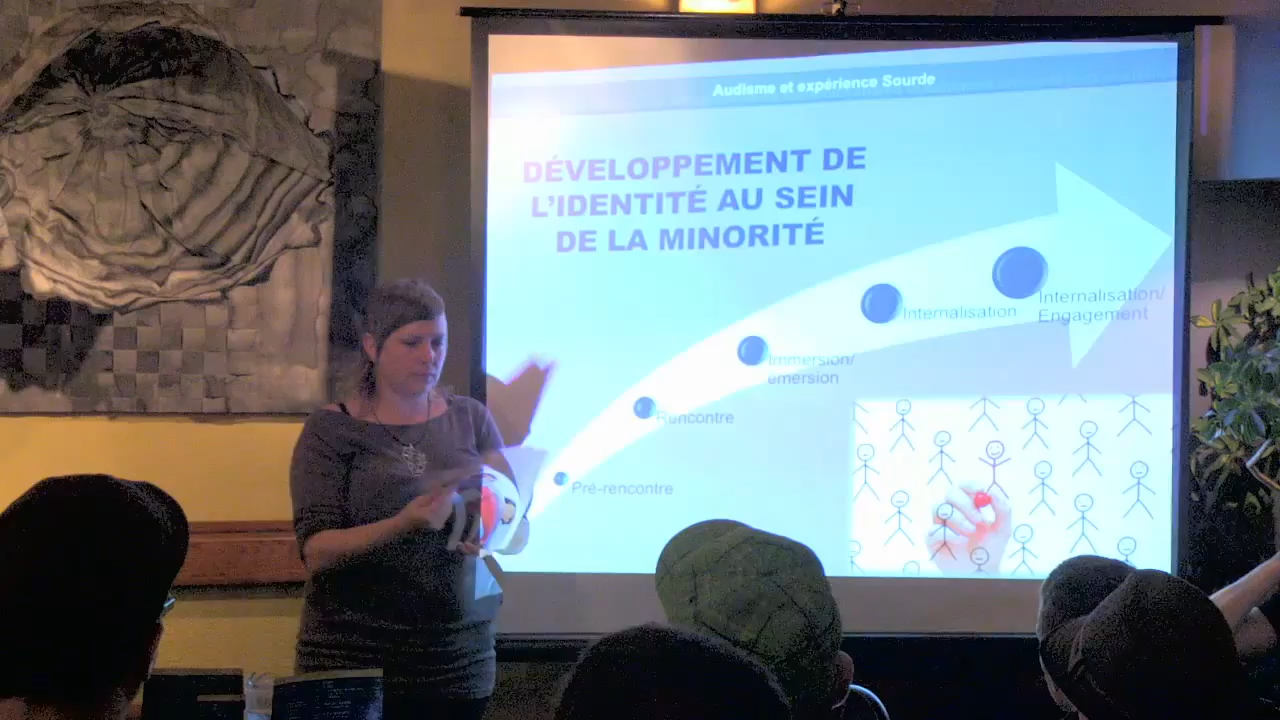 Audisme et expérience Sourde
DÉVELOPPEMENT DE
L'IDENTITÉ AU SEIN
DE LA MINORITÉ
Internalisation/
Engagement
Internalisation
Immersion/
émersion
Rencontre
Pré-rencontre